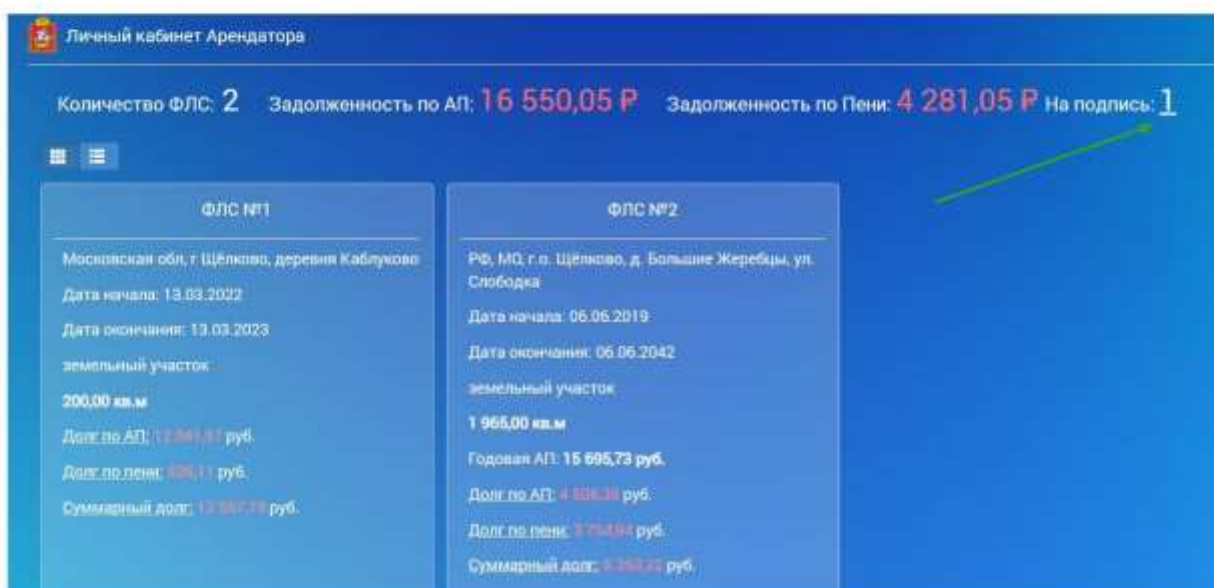 Личный кабинет Арендатора
Количество ФЛС: 2 Задолженность по АП: 16 550,05 ₽ Задолженность по Пени: 4 281,05 ₽ На подпись: 1
ФЛС №1
Московская обл, г Щёлково, деревня Каблуково
Дата начала: 13.03.2022
Дата окончания: 13.03.2023
земельный участок
200,00 кв.м
Долг по АП: руб.
Долг по пени: руб.
Суммарный долг: руб.
ФЛС №2
РФ, МО, г.о. Щёлково, д. Большие Жеребцы, ул.
Слободка
Дата начала: 06.06.2019
Дата окончания: 06.06.2042
земельный участок
1 965,00 кв.м
Годовая АП: 15 695,73 руб.
Долг по АП: руб.
Долг по пени: руб.
Суммарный долг: руб.